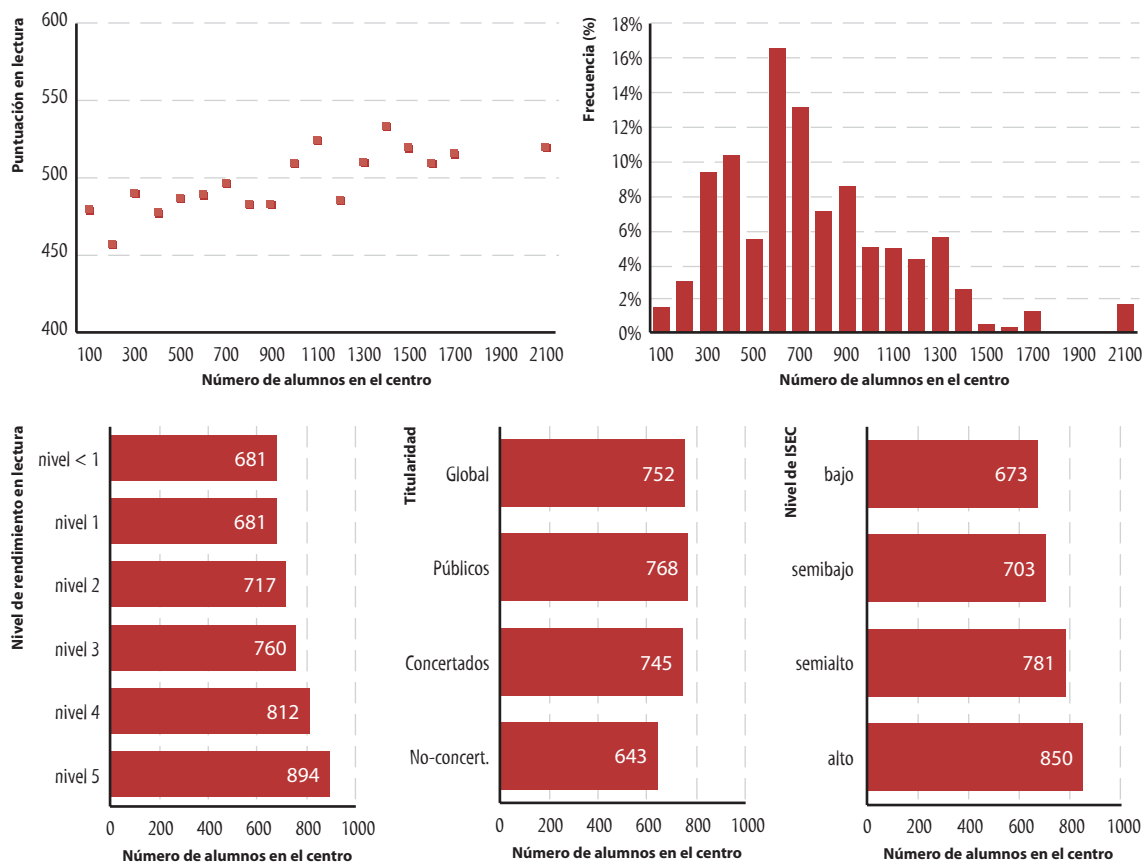 Puntuación en lectura
600
550
500
450
400
100 300 500 700 900 1100 1300 1500 1700 1900 2100
Número de alumnos en el centro
Frecuencia (%)
18%
16%
14%
12%
10%
8%
6%
4%
2%
0%
100 300 500 700 900 1100 1300 1500 1700 1900 2100
Número de alumnos en el centro
Nivel de rendimiento en lectura
nivel < 1 681
nivel 1 681
nivel 2 717
nivel 3 760
nivel 4 812
nivel 5 894
0 200 400 600 800 1000
Número de alumnos en el centro
Titularidad
Global 752
Públicos 768
Concertados 745
No-concert. 643
0 200 400 600 800 1000
Número de alumnos en el centro
Nivel de ISEC
bajo 673
semibajo 703
semialto 781
alto 850
0 200 400 600 800 1000
Número de alumnos en el centro